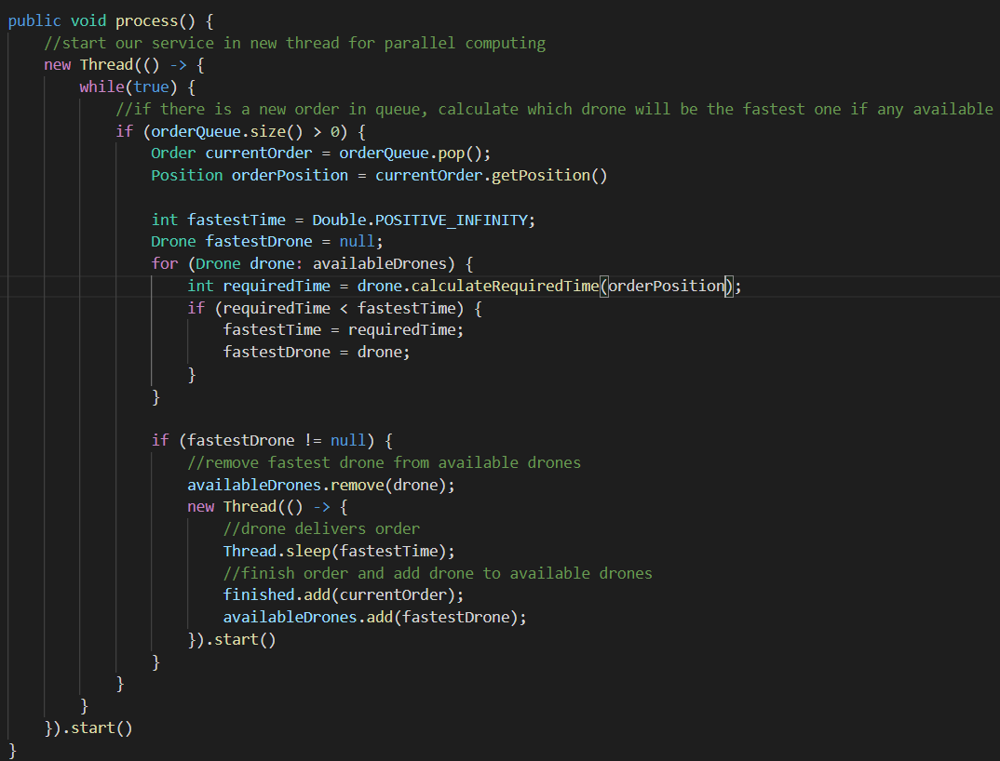 public void process() {
//start our service in new thread for parallel computing
new Thread(() -> {
while(true) {
//if there is a new order in queue, calculate which drone will be the fastest one if any available
if (orderQueue.size() > 0) {
Order currentOrder = orderQueue.pop();
Position orderPosition = currentOrder.getPosition()
int fastestTime = Double.POSITIVE_INFINITY;
Drone fastestDrone = null;
for (Drone drone: availableDrones) {
int requiredTime = drone.calculateRequiredTime(orderPosition);
if (requiredTime < fastestTime) {
fastestTime = requiredTime;
fastestDrone = drone;
}
}
if (fastestDrone != null) {
//remove fastest drone from available drones
availableDrones.remove(drone);
new Thread(() -> {
//drone delivers order
Thread.sleep(fastestTime);
//finish order and add drone to available drones
finished.add(currentOrder);
availableDrones.add(fastestDrone);
}).start()
}
}
}
}).start()
}